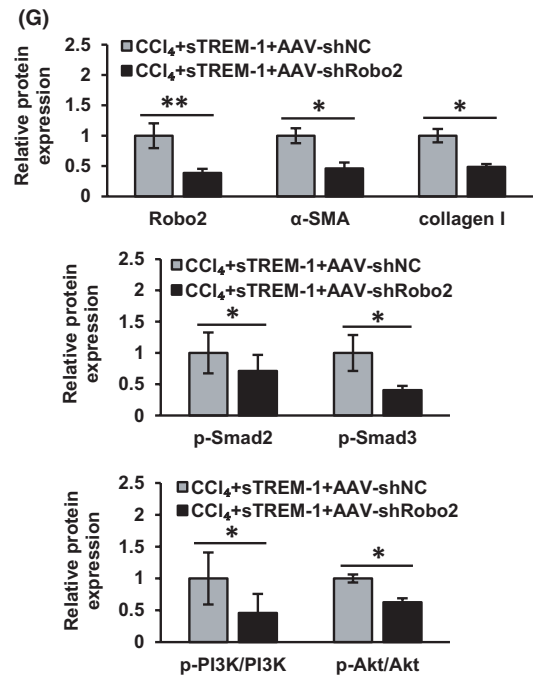 (G)
2.5
2
1.5
1
0.5
0
Relative protein
expression
CCl₄+sTREM-1+AAV-shNC
CCl₄+sTREM-1+AAV-shRobo2
**
*
*
Robo2 α-SMA collagen I
2.5
2
1.5
1
0.5
0
Relative protein
expression
CCl₄+sTREM-1+AAV-shNC
CCl₄+sTREM-1+AAV-shRobo2
*
*
p-Smad2 p-Smad3
2.5
2
1.5
1
0.5
0
Relative protein
expression
CCl₄+sTREM-1+AAV-shNC
CCl₄+sTREM-1+AAV-shRobo2
*
*
p-PI3K/PI3K p-Akt/Akt